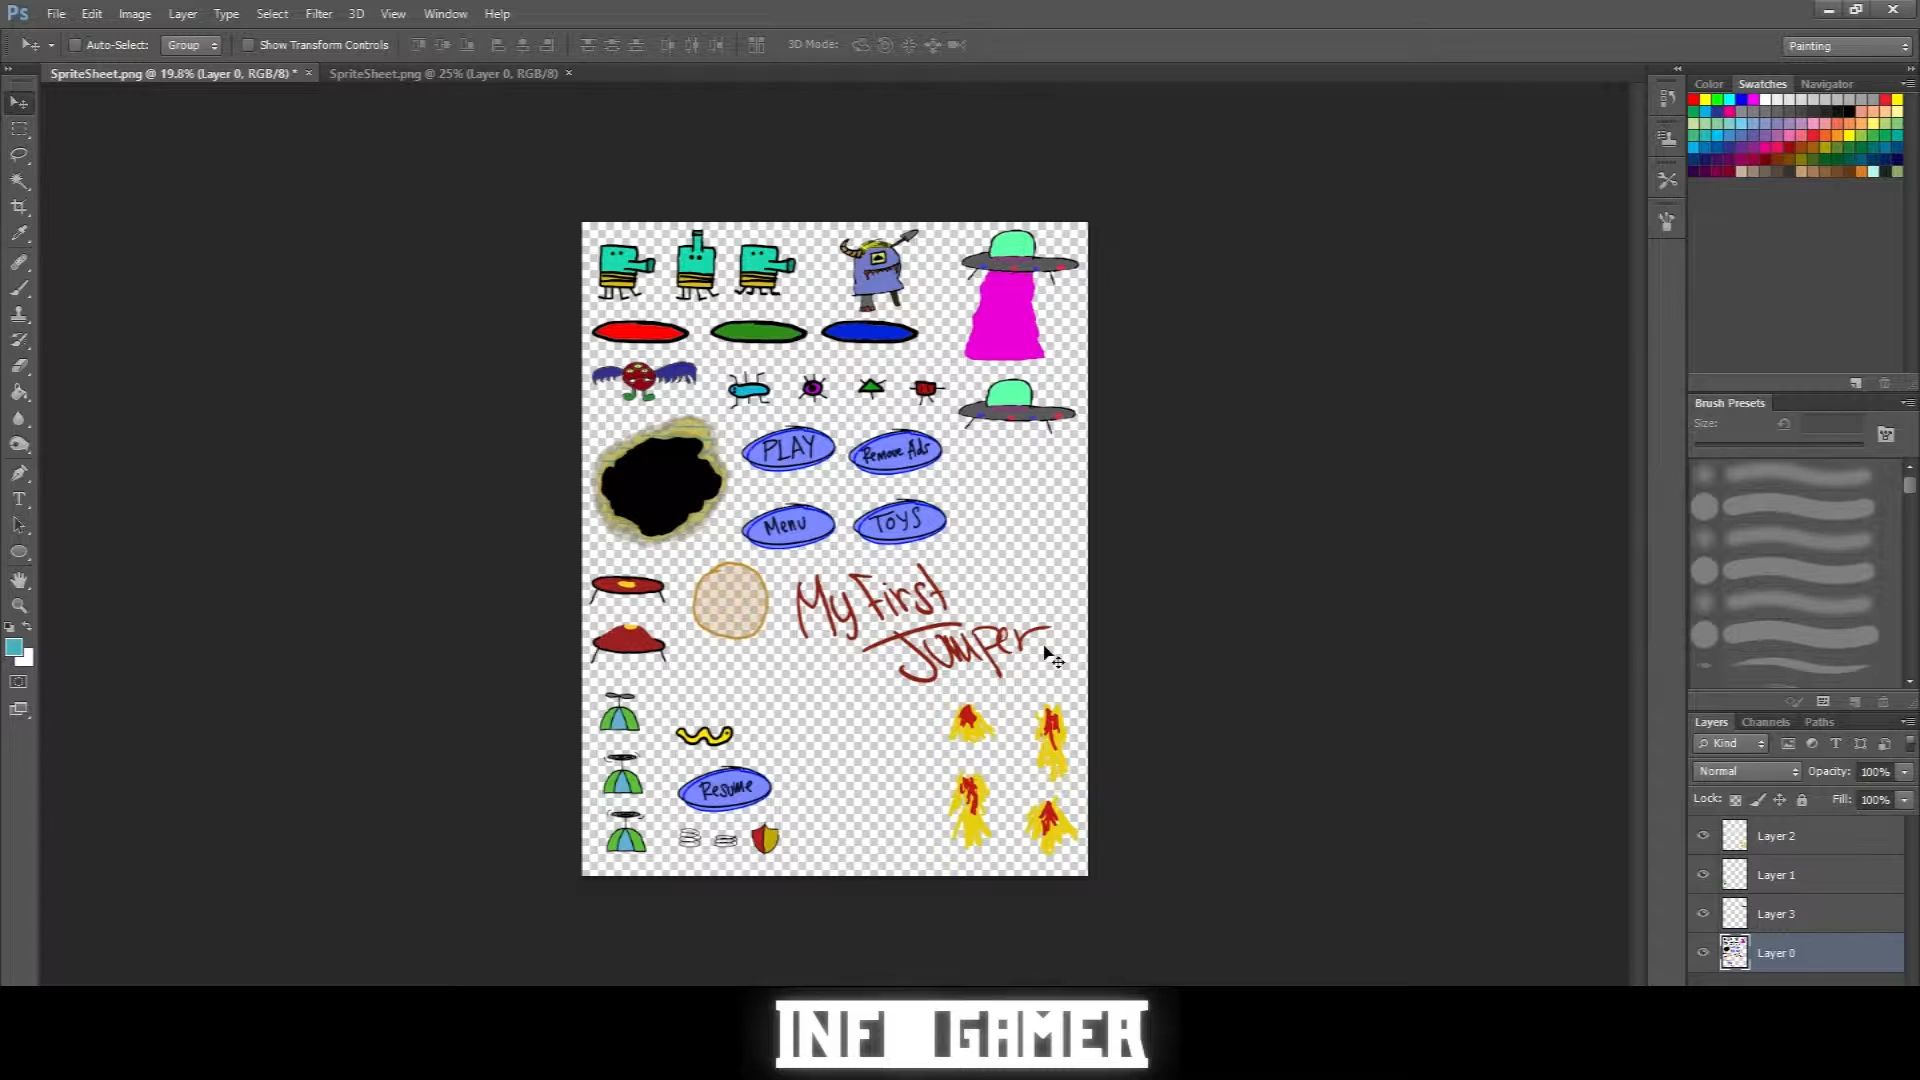 Ps File Edit Image Layer Type Select Filter 3D View Window Help
Auto-Select: Group Show Transform Controls 3D Mode: Painting
SpriteSheet.png @ 19.8% (Layer 0, RGB/8) * × SpriteSheet.png @ 25% (Layer 0, RGB/8) ×
Color Swatches Navigator
PLAY Remove Ads
Menu TOYS
My First
Jumper
Resume
Brush Presets
Size:
Layers Channels Paths
Kind
Normal Opacity: 100%
Lock: Fill: 100%
Layer 2
Layer 1
Layer 3
Layer 0
INF GAMER